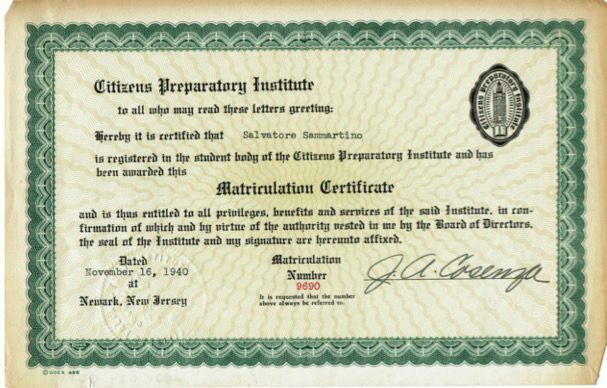 Citizens Preparatory Institute
to all who may read these letters greeting:
Hereby it is certified that Salvatore Sammartino
is registered in the student body of the Citizens Preparatory Institute and has
been awarded this
Matriculation Certificate
and is thus entitled to all privileges, benefits and services of the said Institute, in con-
firmation of which and by virtue of the authority vested in me by the Board of Directors,
the seal of the Institute and my signature are hereunto affixed.
Dated
November 16, 1940
at
Newark, New Jersey
Matriculation
Number
9690
It is requested that the number
above always be referred to.
J. A. Cosenza
Citizens Preparatory Institute
© GOES 496